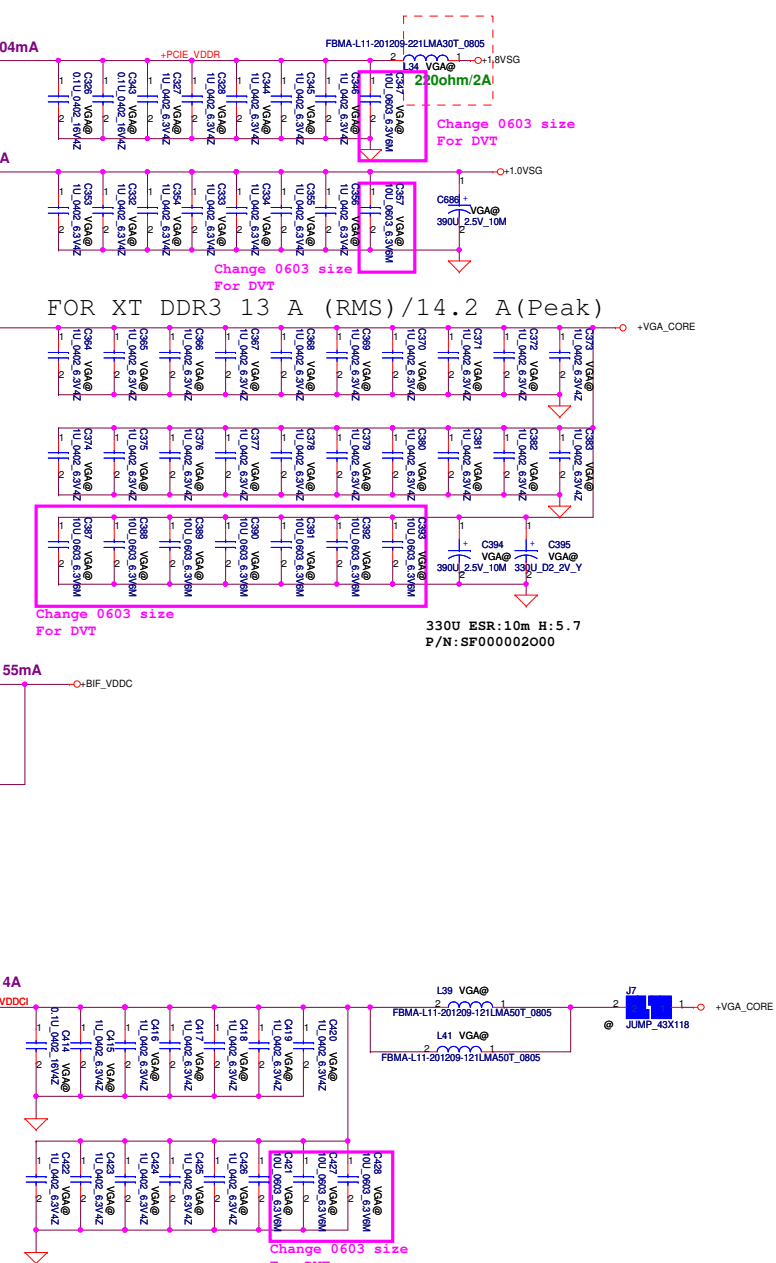 04mA
+PCIE_VDDR
FBMA-L11-201209-221LMA30T_0805
2 L34 VGA@ 1
+1.8VSG
220ohm/2A
C326 VGA@
0.1U_0402_16V4Z
C343 VGA@
0.1U_0402_16V4Z
C327 VGA@
1U_0402_6.3V4Z
C328 VGA@
1U_0402_6.3V4Z
C344 VGA@
1U_0402_6.3V4Z
C345 VGA@
1U_0402_6.3V4Z
C346 VGA@
1U_0402_6.3V4Z
C347 VGA@
10U_0603_6.3V6M
Change 0603 size
For DVT
A
+1.0VSG
C353 VGA@
1U_0402_6.3V4Z
C332 VGA@
1U_0402_6.3V4Z
C354 VGA@
1U_0402_6.3V4Z
C333 VGA@
1U_0402_6.3V4Z
C334 VGA@
1U_0402_6.3V4Z
C355 VGA@
1U_0402_6.3V4Z
C356 VGA@
1U_0402_6.3V4Z
C357 VGA@
10U_0603_6.3V6M
C686 +
VGA@
390U_2.5V_10M
Change 0603 size
For DVT
FOR XT DDR3 13 A (RMS)/14.2 A(Peak)
+VGA_CORE
C364 VGA@
1U_0402_6.3V4Z
C365 VGA@
1U_0402_6.3V4Z
C366 VGA@
1U_0402_6.3V4Z
C367 VGA@
1U_0402_6.3V4Z
C368 VGA@
1U_0402_6.3V4Z
C369 VGA@
1U_0402_6.3V4Z
C370 VGA@
1U_0402_6.3V4Z
C371 VGA@
1U_0402_6.3V4Z
C372 VGA@
1U_0402_6.3V4Z
C373 VGA@
1U_0402_6.3V4Z
C374 VGA@
1U_0402_6.3V4Z
C375 VGA@
1U_0402_6.3V4Z
C376 VGA@
1U_0402_6.3V4Z
C377 VGA@
1U_0402_6.3V4Z
C378 VGA@
1U_0402_6.3V4Z
C379 VGA@
1U_0402_6.3V4Z
C380 VGA@
1U_0402_6.3V4Z
C381 VGA@
1U_0402_6.3V4Z
C382 VGA@
1U_0402_6.3V4Z
C383 VGA@
1U_0402_6.3V4Z
C387 VGA@
10U_0603_6.3V6M
C388 VGA@
10U_0603_6.3V6M
C389 VGA@
10U_0603_6.3V6M
C390 VGA@
10U_0603_6.3V6M
C391 VGA@
10U_0603_6.3V6M
C392 VGA@
10U_0603_6.3V6M
C393 VGA@
10U_0603_6.3V6M
C394
VGA@
390U_2.5V_10M
C395
VGA@
330U_D2_2V_Y
Change 0603 size
For DVT
330U ESR:10m H:5.7
P/N:SF000002O00
55mA
+BIF_VDDC
4A
VDDCI
C414 VGA@
0.1U_0402_16V4Z
C415 VGA@
1U_0402_6.3V4Z
C416 VGA@
1U_0402_6.3V4Z
C417 VGA@
1U_0402_6.3V4Z
C418 VGA@
1U_0402_6.3V4Z
C419 VGA@
1U_0402_6.3V4Z
C420 VGA@
1U_0402_6.3V4Z
L39 VGA@
2 1
FBMA-L11-201209-121LMA50T_0805
L41 VGA@
2 1
FBMA-L11-201209-121LMA50T_0805
J7
2 1
@ JUMP_43X118
+VGA_CORE
C422 VGA@
1U_0402_6.3V4Z
C423 VGA@
1U_0402_6.3V4Z
C424 VGA@
1U_0402_6.3V4Z
C425 VGA@
1U_0402_6.3V4Z
C426 VGA@
1U_0402_6.3V4Z
C421 VGA@
10U_0603_6.3V6M
C427 VGA@
10U_0603_6.3V6M
C428 VGA@
10U_0603_6.3V6M
Change 0603 size